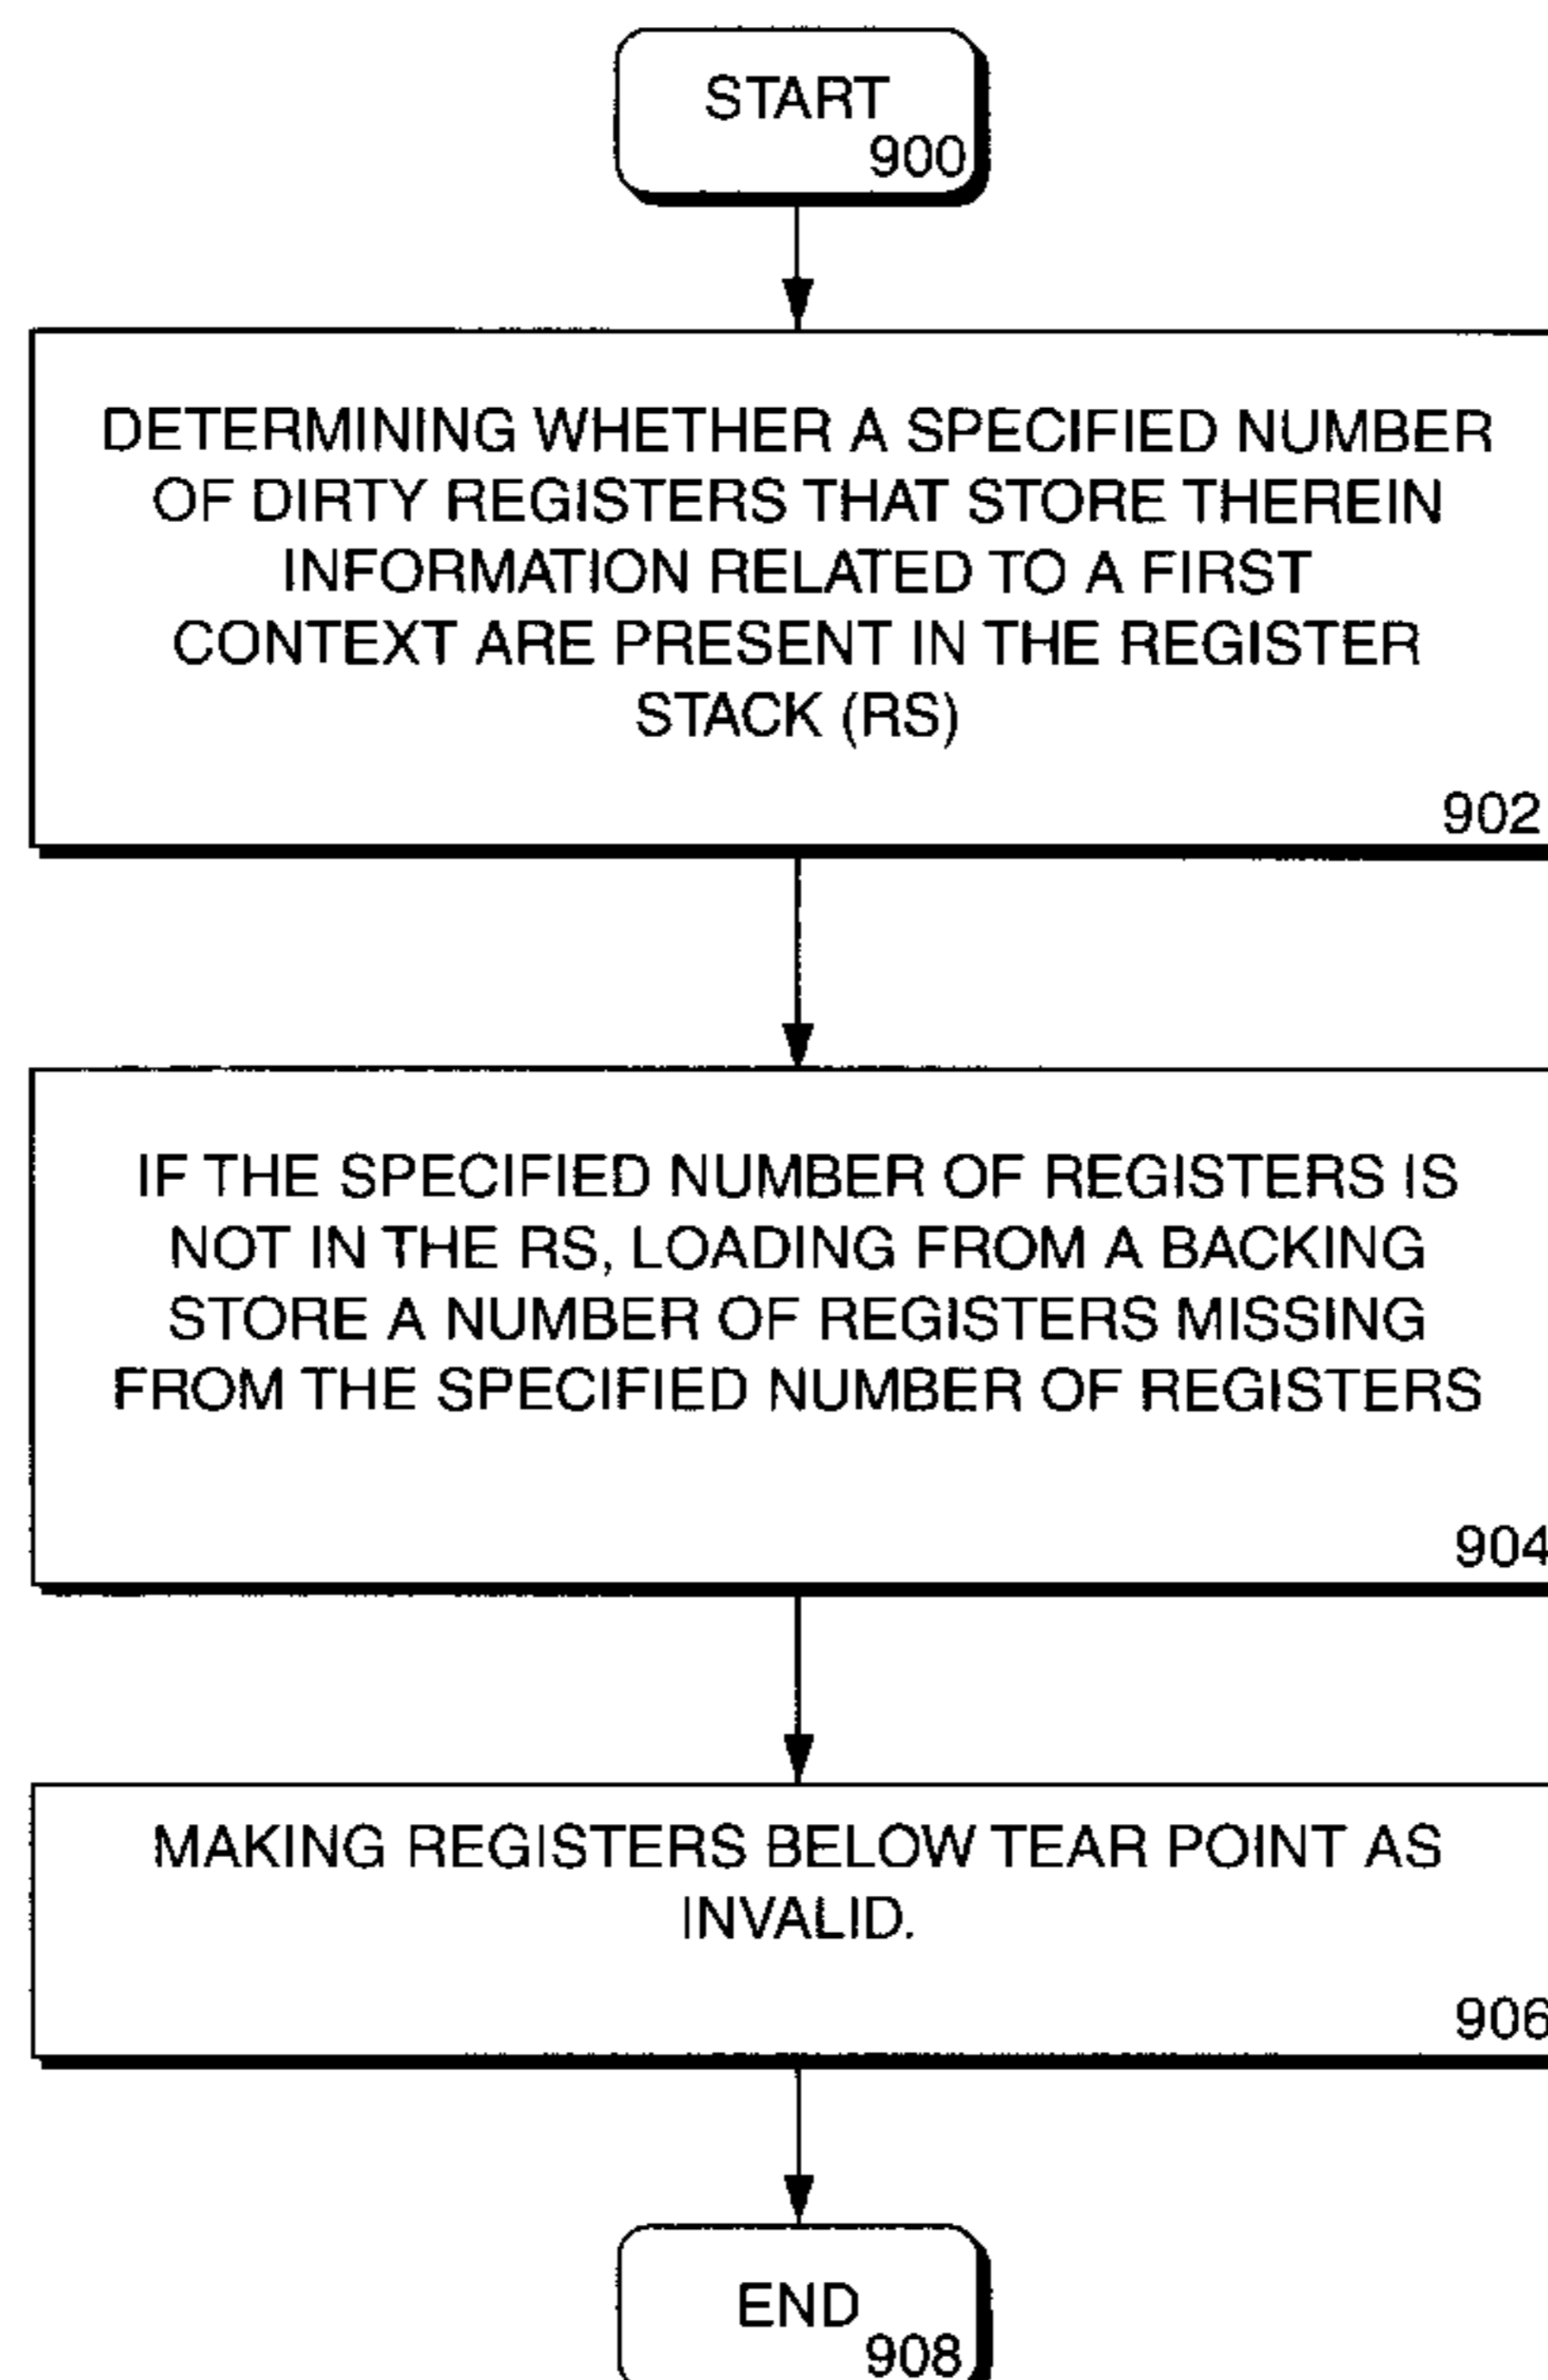 START
900
DETERMINING WHETHER A SPECIFIED NUMBER
OF DIRTY REGISTERS THAT STORE THEREIN
INFORMATION RELATED TO A FIRST
CONTEXT ARE PRESENT IN THE REGISTER
STACK (RS)
902
IF THE SPECIFIED NUMBER OF REGISTERS IS
NOT IN THE RS, LOADING FROM A BACKING
STORE A NUMBER OF REGISTERS MISSING
FROM THE SPECIFIED NUMBER OF REGISTERS
904
MAKING REGISTERS BELOW TEAR POINT AS
INVALID.
906
END
908